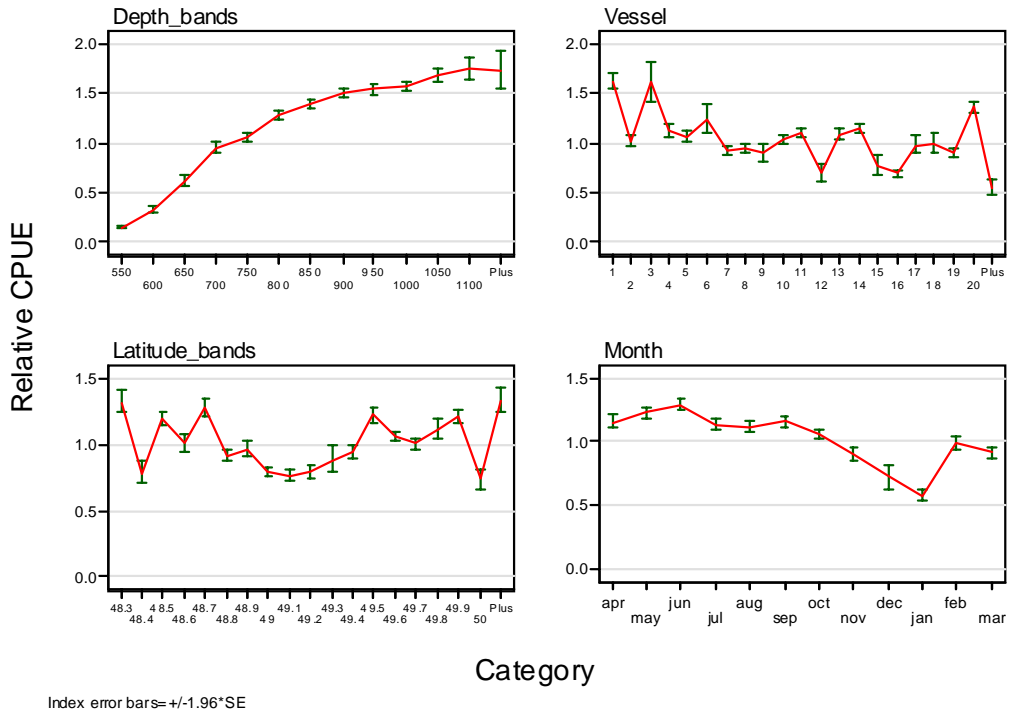 Depth_bands
2.0
1.5
1.0
0.5
0.0
550 650 750 850 950 1050 Plus
600 700 800 900 1000 1100
Vessel
2.0
1.5
1.0
0.5
0.0
1 3 5 7 9 11 13 15 17 19 Plus
2 4 6 8 10 12 14 16 18 20
Relative CPUE
Latitude_bands
1.5
1.0
0.5
0.0
48.3 48.5 48.7 48.9 49.1 49.3 49.5 49.7 49.9 Plus
48.4 48.6 48.8 49 49.2 49.4 49.6 49.8 50
Month
1.5
1.0
0.5
0.0
apr jun aug oct dec feb
may jul sep nov jan mar
Category
Index error bars=+/-1.96*SE